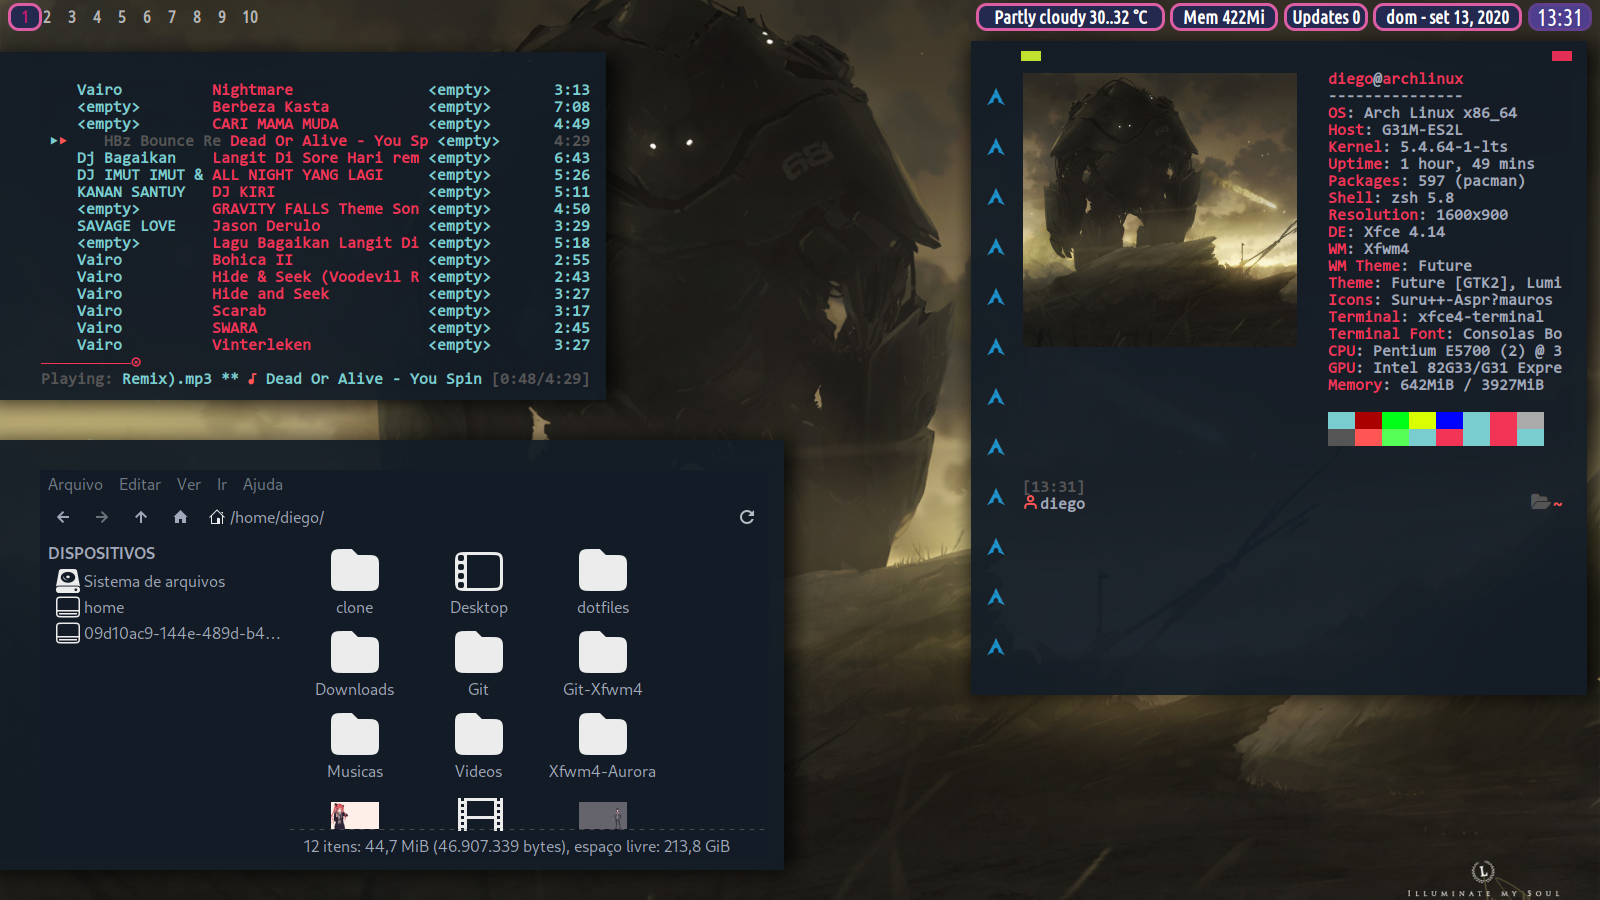 1 2 3 4 5 6 7 8 9 10
Partly cloudy 30..32 °C Mem 422Mi Updates 0 dom - set 13, 2020 13:31
Vairo Nightmare <empty> 3:13
<empty> Berbeza Kasta <empty> 7:08
<empty> CARI MAMA MUDA <empty> 4:49
HBz Bounce Re Dead Or Alive - You Sp <empty> 4:29
Dj Bagaikan Langit Di Sore Hari rem <empty> 6:43
DJ IMUT IMUT & ALL NIGHT YANG LAGI <empty> 5:26
KANAN SANTUY DJ KIRI <empty> 5:11
<empty> GRAVITY FALLS Theme Son <empty> 4:50
SAVAGE LOVE Jason Derulo <empty> 3:29
<empty> Lagu Bagaikan Langit Di <empty> 5:18
Vairo Bohica II <empty> 2:55
Vairo Hide & Seek (Voodevil R <empty> 2:43
Vairo Hide and Seek <empty> 3:27
Vairo Scarab <empty> 3:17
Vairo SWARA <empty> 2:45
Vairo Vinterleken <empty> 3:27
Playing: Remix).mp3 ** ♪ Dead Or Alive - You Spin [0:48/4:29]
Arquivo Editar Ver Ir Ajuda
/home/diego/
DISPOSITIVOS
Sistema de arquivos
home
09d10ac9-144e-489d-b4...
clone Desktop dotfiles
Downloads Git Git-Xfwm4
Musicas Videos Xfwm4-Aurora
12 itens: 44,7 MiB (46.907.339 bytes), espaço livre: 213,8 GiB
diego@archlinux
---------------
OS: Arch Linux x86_64
Host: G31M-ES2L
Kernel: 5.4.64-1-lts
Uptime: 1 hour, 49 mins
Packages: 597 (pacman)
Shell: zsh 5.8
Resolution: 1600x900
DE: Xfce 4.14
WM: Xfwm4
WM Theme: Future
Theme: Future [GTK2], Lumi
Icons: Suru++-Aspr?mauros
Terminal: xfce4-terminal
Terminal Font: Consolas Bo
CPU: Pentium E5700 (2) @ 3
GPU: Intel 82G33/G31 Expre
Memory: 642MiB / 3927MiB
[13:31]
diego ~
68
L
ILLUMINATE MY SOUL